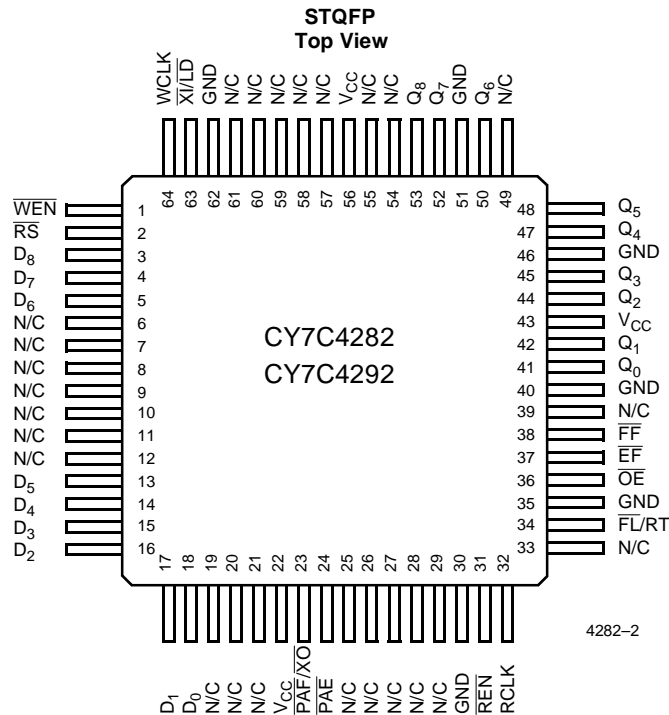 STQFP
Top View
WCLK
XI/LD
GND
N/C
N/C
N/C
N/C
N/C
VCC
N/C
N/C
Q8
Q7
GND
Q6
N/C
64 63 62 61 60 59 58 57 56 55 54 53 52 51 50 49
WEN 1
RS 2
D8 3
D7 4
D6 5
N/C 6
N/C 7
N/C 8
N/C 9
N/C 10
N/C 11
N/C 12
D5 13
D4 14
D3 15
D2 16
CY7C4282
CY7C4292
48 Q5
47 Q4
46 GND
45 Q3
44 Q2
43 VCC
42 Q1
41 Q0
40 GND
39 N/C
38 FF
37 EF
36 OE
35 GND
34 FL/RT
33 N/C
17 18 19 20 21 22 23 24 25 26 27 28 29 30 31 32
D1
D0
N/C
N/C
N/C
VCC
PAF/XO
PAE
N/C
N/C
N/C
N/C
N/C
GND
REN
RCLK
4282–2